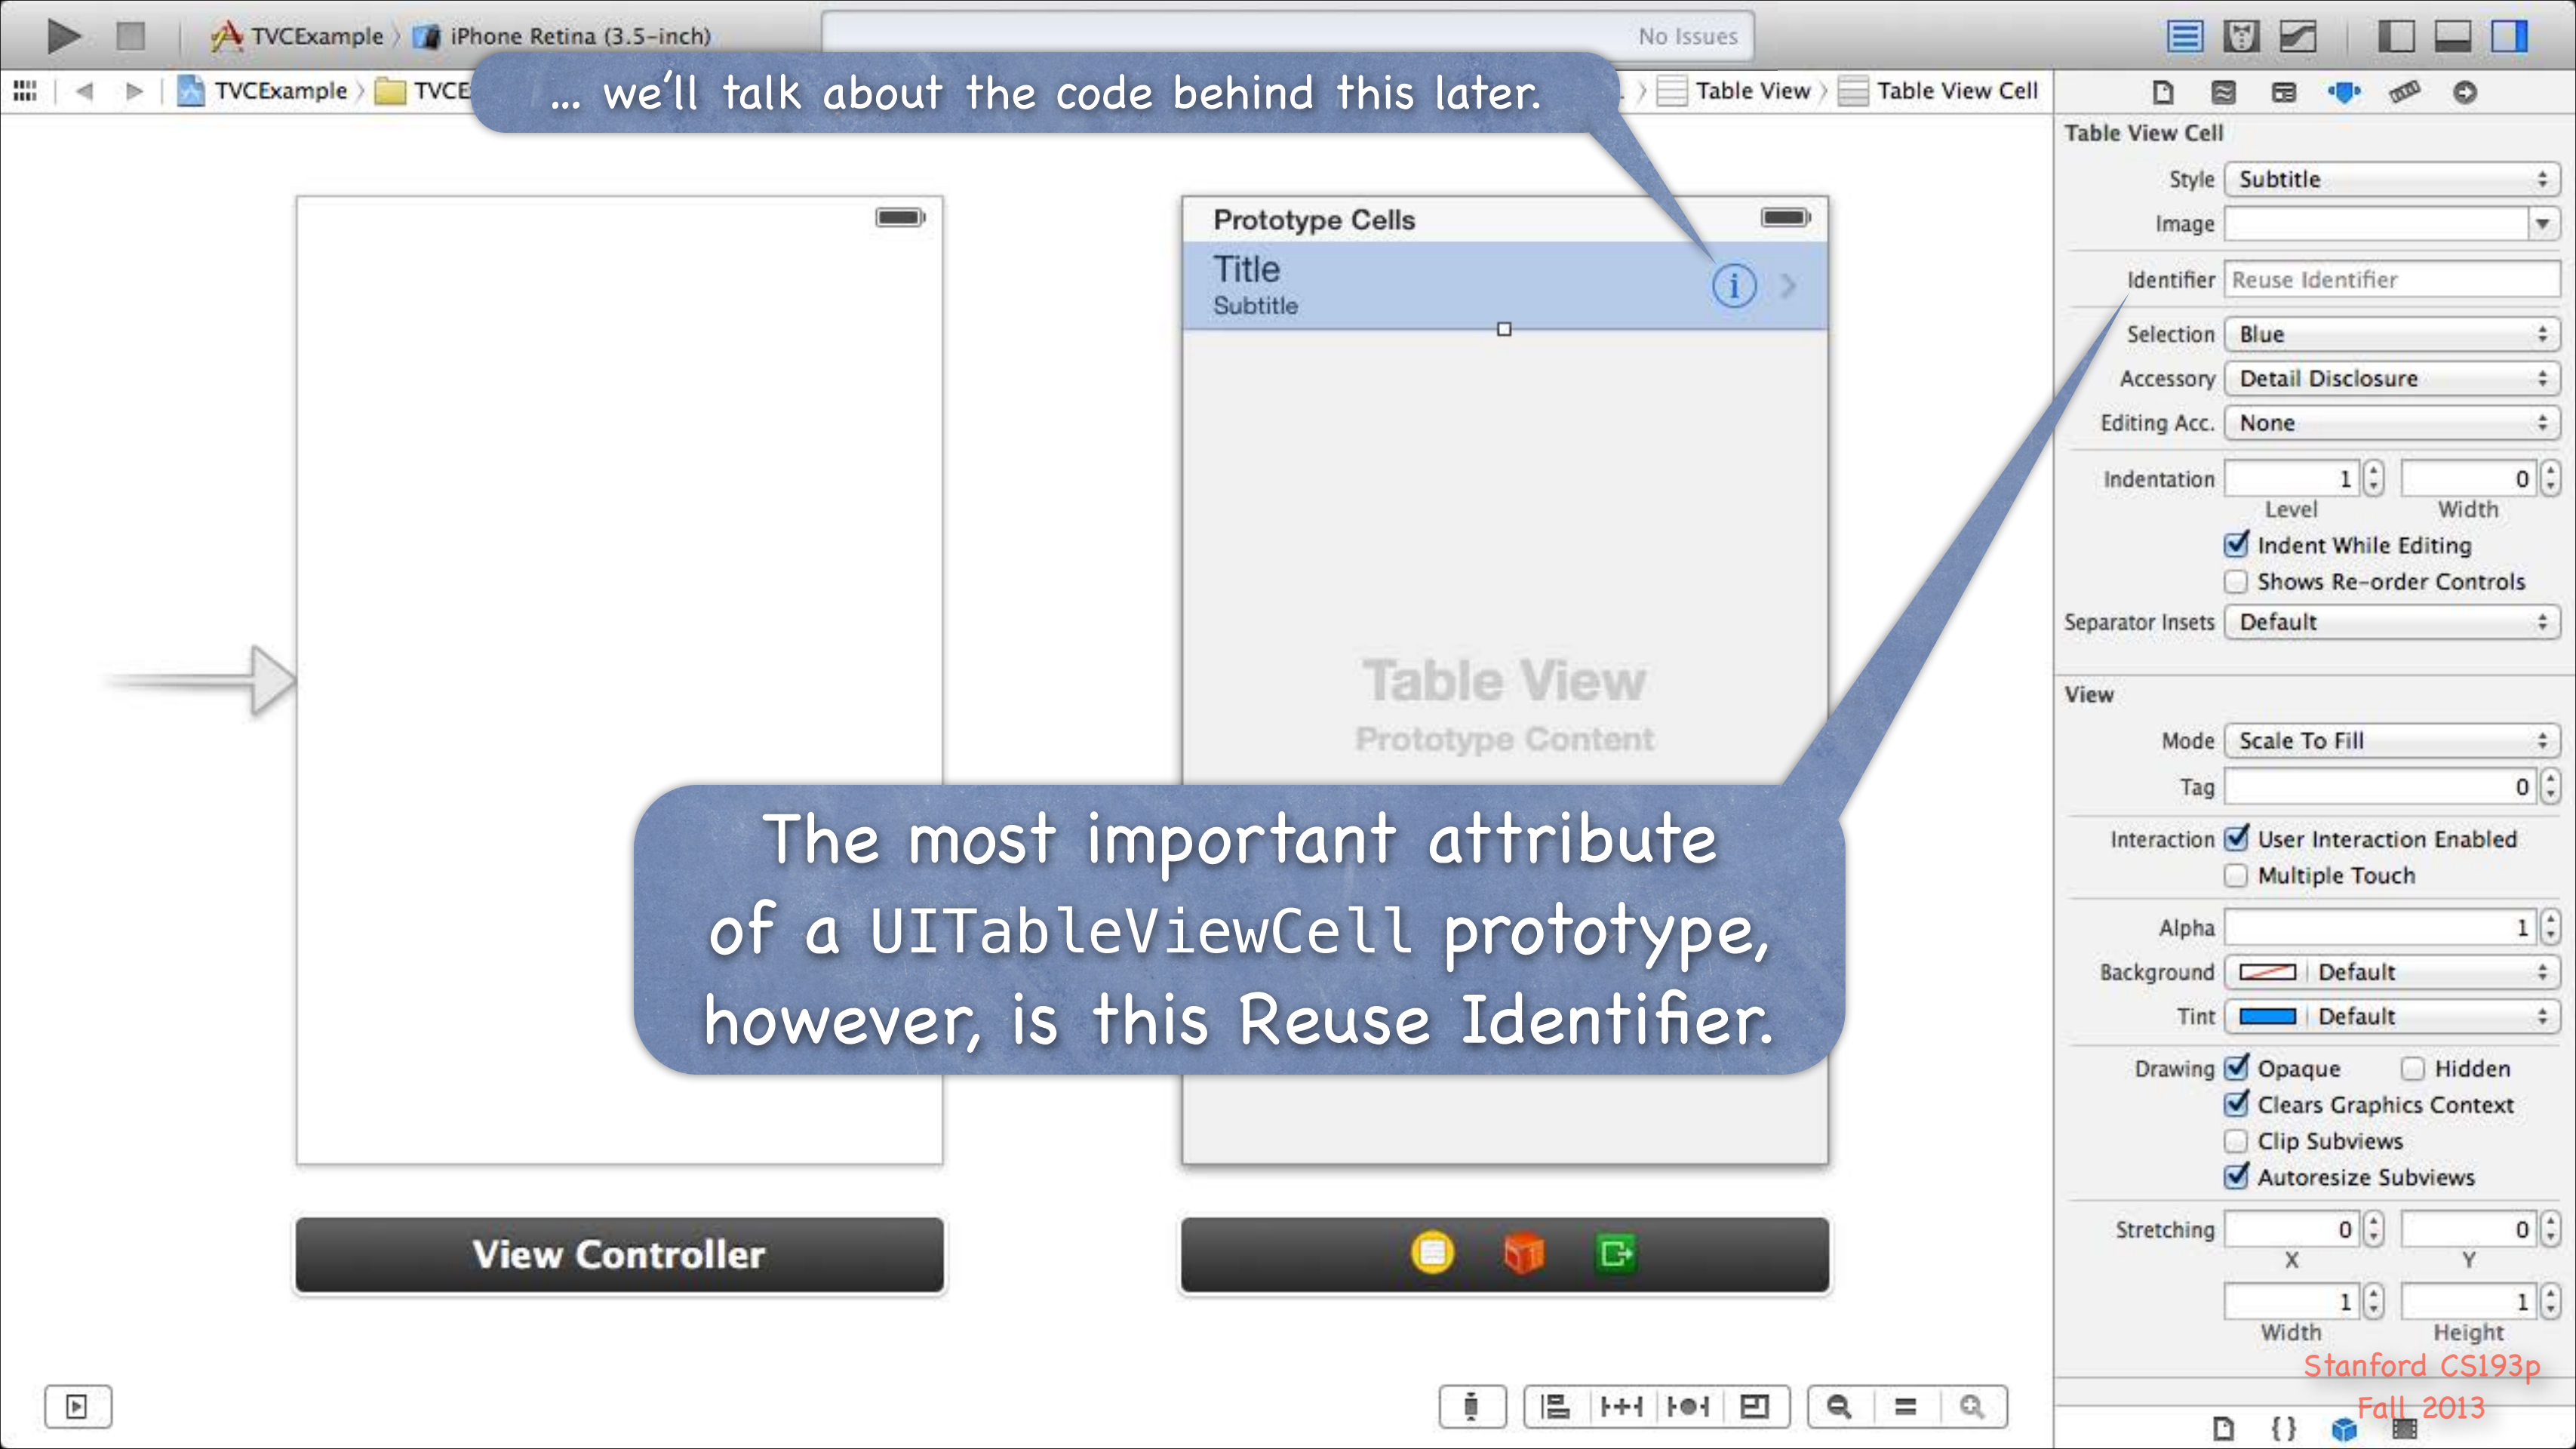 TVCExample
iPhone Retina (3.5-inch)
No Issues
TVCExample
Table View
Table View Cell
... we'll talk about the code behind this later.
Prototype Cells
Title
Subtitle
Table View
Prototype Content
The most important attribute
of a UITableViewCell prototype,
however, is this Reuse Identifier.
View Controller
Table View Cell
Style Subtitle
Image
Identifier Reuse Identifier
Selection Blue
Accessory Detail Disclosure
Editing Acc. None
Indentation 1 0
Level Width
Indent While Editing
Shows Re-order Controls
Separator Insets Default
View
Mode Scale To Fill
Tag 0
Interaction User Interaction Enabled
Multiple Touch
Alpha 1
Background Default
Tint Default
Drawing Opaque Hidden
Clears Graphics Context
Clip Subviews
Autoresize Subviews
Stretching 0 0
X Y
1 1
Width Height
Stanford CS193p
Fall 2013